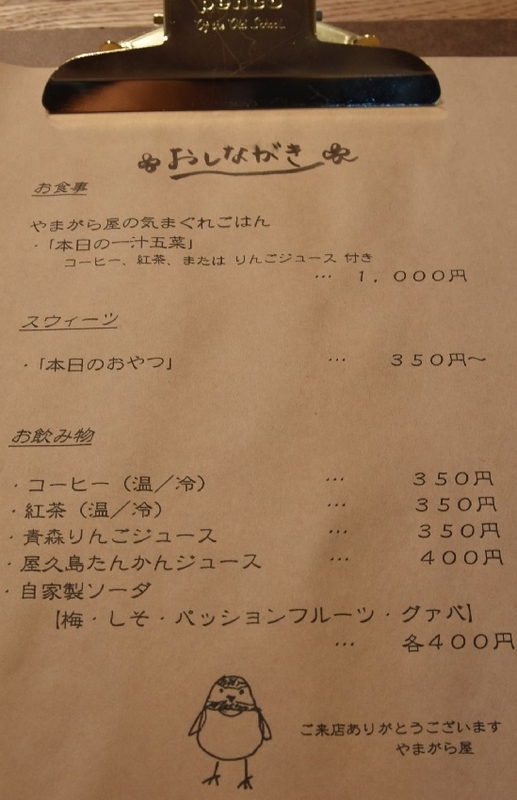 penco
Of the Old School.
おしながき
お食事
やまがら屋の気まぐれごはん
・「本日の一汁五菜」
コーヒー、紅茶、または りんごジュース 付き
… １，０００円
スウィーツ
・「本日のおやつ」 … ３５０円～
お飲み物
・コーヒー（温／冷） … ３５０円
・紅茶（温／冷） … ３５０円
・青森りんごジュース … ３５０円
・屋久島たんかんジュース … ４００円
・自家製ソーダ
【梅・しそ・パッションフルーツ・グァバ】
… 各４００円
ご来店ありがとうございます
やまがら屋